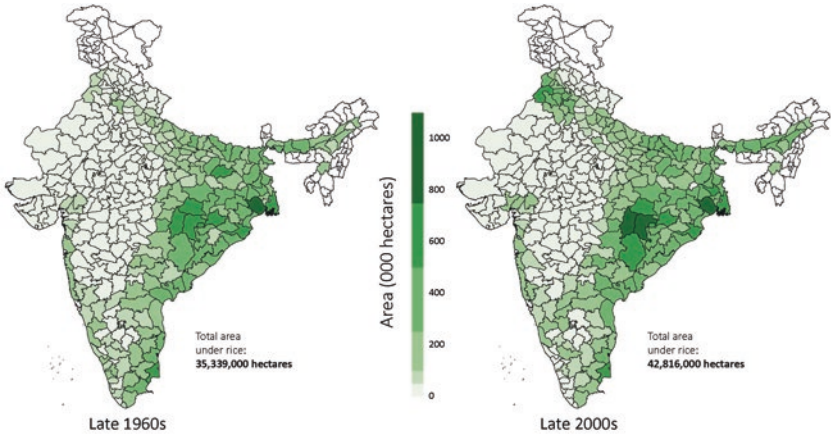 Total area
under rice:
35,339,000 hectares
Late 1960s
Area (000 hectares)
1000
800
600
400
200
0
Total area
under rice:
42,816,000 hectares
Late 2000s